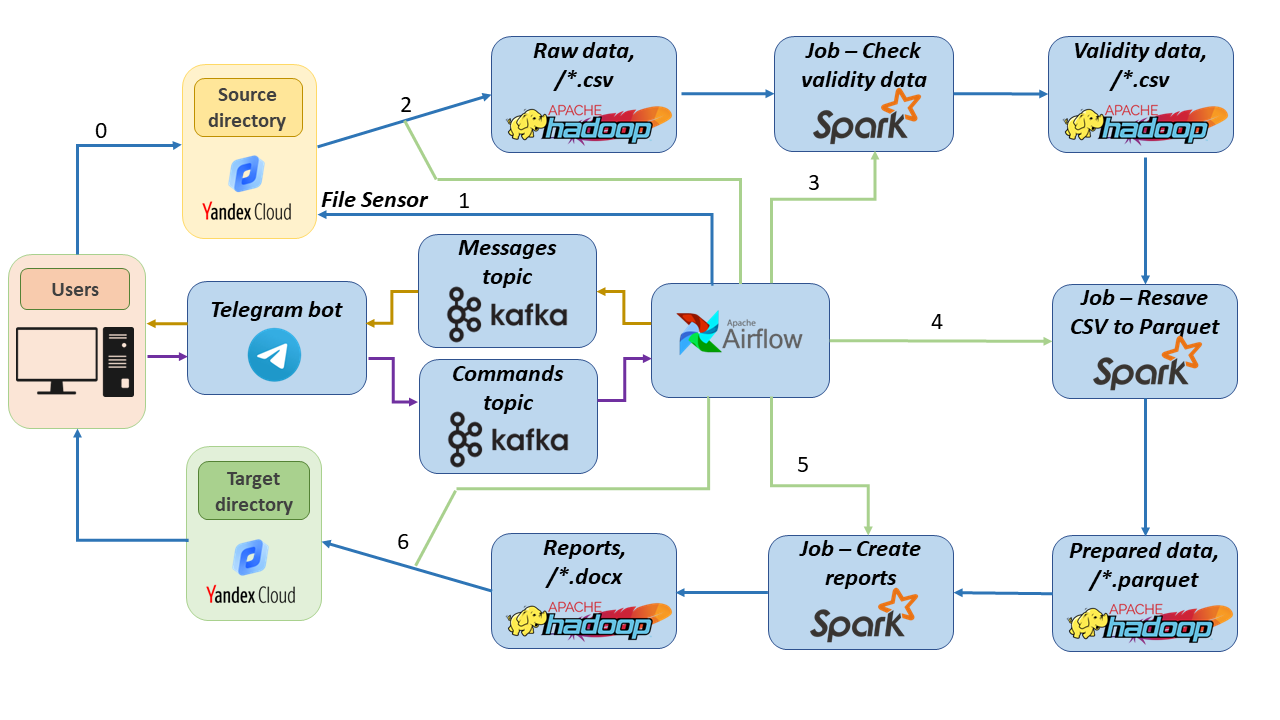 0
Source
directory
Yandex Cloud
2
Raw data,
/*.csv
APACHE
hadoop
Job – Check
validity data
Spark
Validity data,
/*.csv
APACHE
hadoop
File Sensor
1
3
Users
Telegram bot
Messages
topic
kafka
Commands
topic
kafka
Apache
Airflow
4
Job – Resave
CSV to Parquet
Spark
5
6
Target
directory
Yandex Cloud
Reports,
/*.docx
APACHE
hadoop
Job – Create
reports
Spark
Prepared data,
/*.parquet
APACHE
hadoop